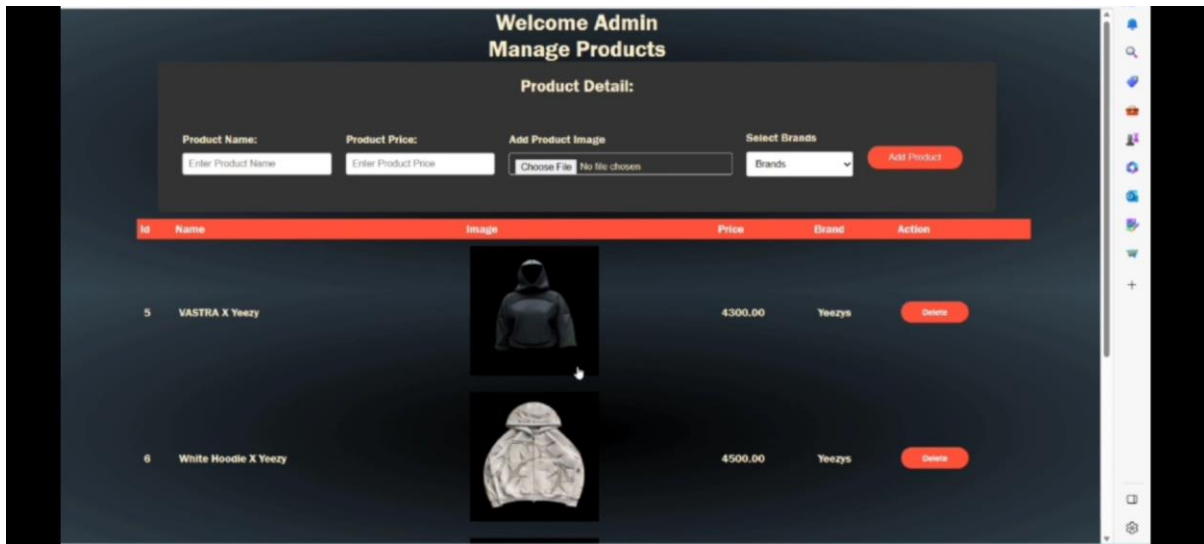 Welcome Admin
Manage Products
Product Detail:
Product Name: Product Price: Add Product Image Select Brands
Enter Product Name Enter Product Price Choose File No file chosen Brands Add Product
Id Name Image Price Brand Action
5 VASTRA X Yeezy 4300.00 Yeezys Delete
6 White Hoodie X Yeezy 4500.00 Yeezys Delete